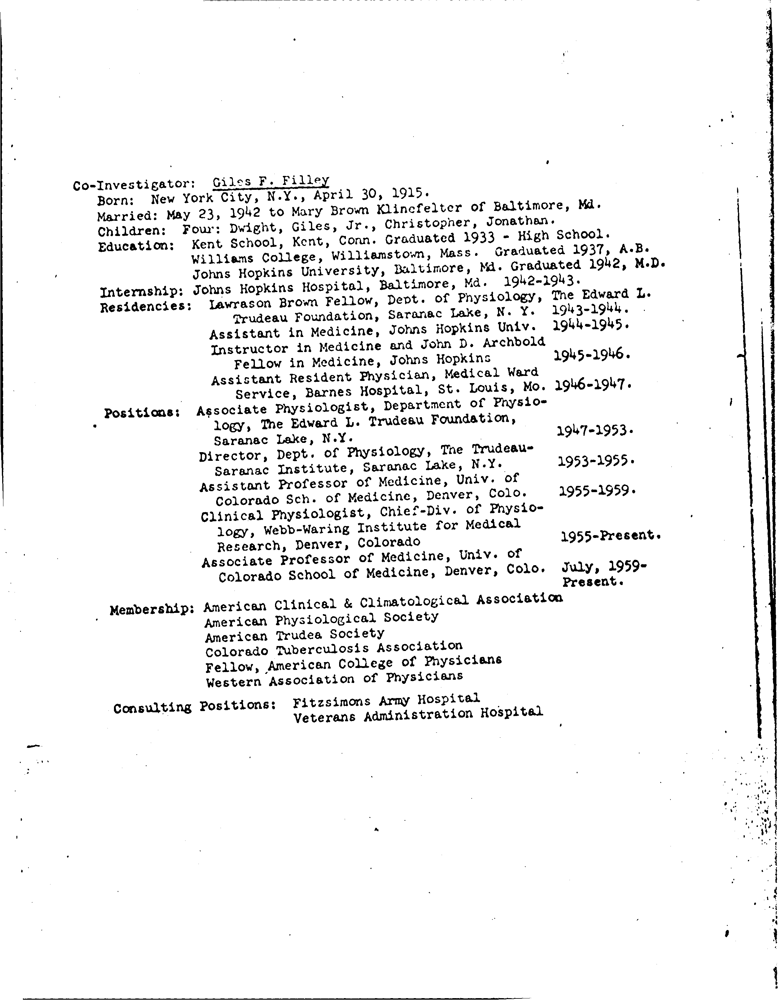 Co-Investigator: Giles F. Filley
Born: New York City, N.Y., April 30, 1915.
Married: May 23, 1942 to Mary Brown Klinefelter of Baltimore, Md.
Children: Four: Dwight, Giles, Jr., Christopher, Jonathan.
Education: Kent School, Kent, Conn. Graduated 1933 - High School.
Williams College, Williamstown, Mass. Graduated 1937, A.B.
Johns Hopkins University, Baltimore, Md. Graduated 1942, M.D.
Internship: Johns Hopkins Hospital, Baltimore, Md. 1942-1943.
Residencies: Lawrason Brown Fellow, Dept. of Physiology, The Edward L.
Trudeau Foundation, Saranac Lake, N. Y. 1943-1944.
Assistant in Medicine, Johns Hopkins Univ. 1944-1945.
Instructor in Medicine and John D. Archbold
Fellow in Medicine, Johns Hopkins 1945-1946.
Assistant Resident Physician, Medical Ward
Service, Barnes Hospital, St. Louis, Mo. 1946-1947.
Positions: Associate Physiologist, Department of Physio-
logy, The Edward L. Trudeau Foundation,
Saranac Lake, N.Y. 1947-1953.
Director, Dept. of Physiology, The Trudeau-
Saranac Institute, Saranac Lake, N.Y. 1953-1955.
Assistant Professor of Medicine, Univ. of
Colorado Sch. of Medicine, Denver, Colo. 1955-1959.
Clinical Physiologist, Chief-Div. of Physio-
logy, Webb-Waring Institute for Medical
Research, Denver, Colorado 1955-Present.
Associate Professor of Medicine, Univ. of
Colorado School of Medicine, Denver, Colo. July, 1959-
Present.
Membership: American Clinical & Climatological Association
American Physiological Society
American Trudea Society
Colorado Tuberculosis Association
Fellow, American College of Physicians
Western Association of Physicians
Consulting Positions: Fitzsimons Army Hospital
Veterans Administration Hospital